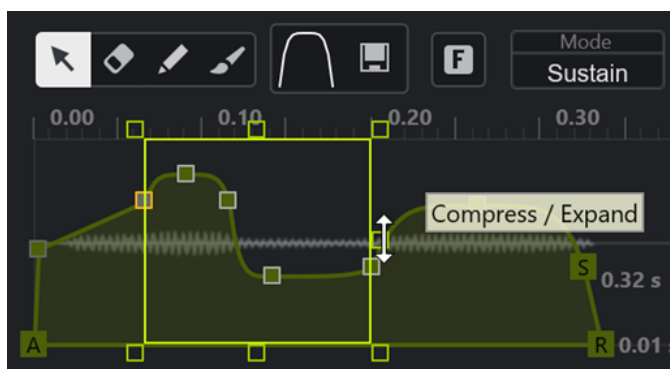 F
Mode
Sustain
0.00 0.10 0.20 0.30
Compress / Expand
S
0.32 s
A
R
0.01 s